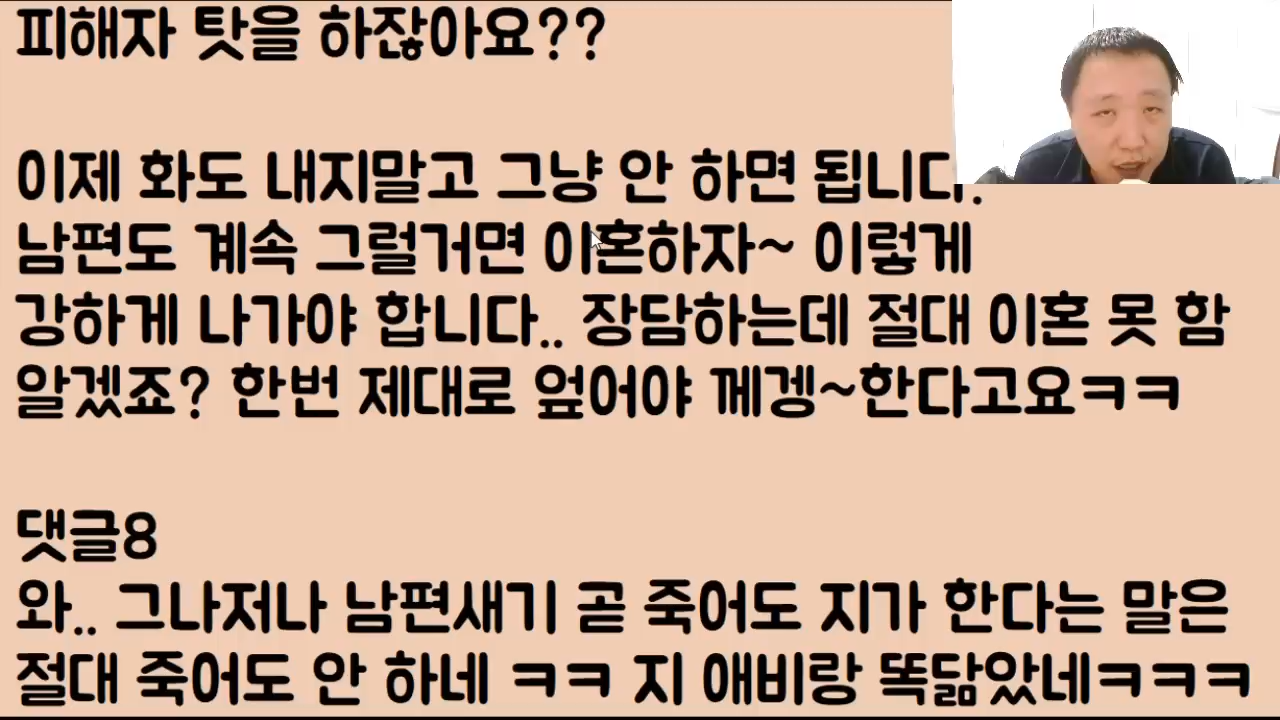 피해자 탓을 하잖아요??
이제 화도 내지말고 그냥 안 하면 됩니다.
남편도 계속 그럴거면 이혼하자~ 이렇게
강하게 나가야 합니다.. 장담하는데 절대 이혼 못 함
알겠죠? 한번 제대로 엎어야 께겡~한다고요ㅋㅋ
댓글8
와.. 그나저나 남편새기 곧 죽어도 지가 한다는 말은
절대 죽어도 안 하네 ㅋㅋ 지 애비랑 똑닮았네ㅋㅋㅋ